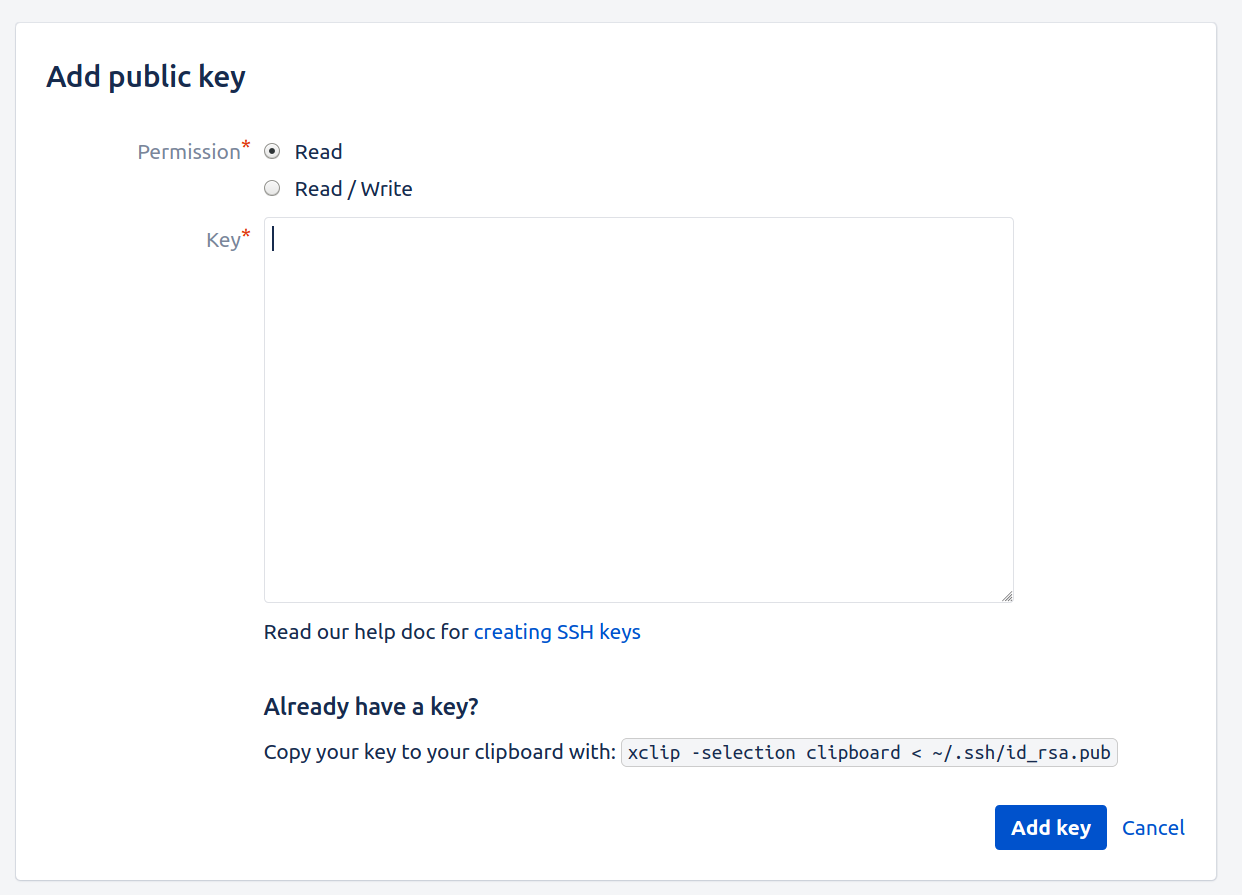 Add public key
Permission*
Read
Read / Write
Key*
Read our help doc for creating SSH keys
Already have a key?
Copy your key to your clipboard with: xclip -selection clipboard < ~/.ssh/id_rsa.pub
Add key Cancel